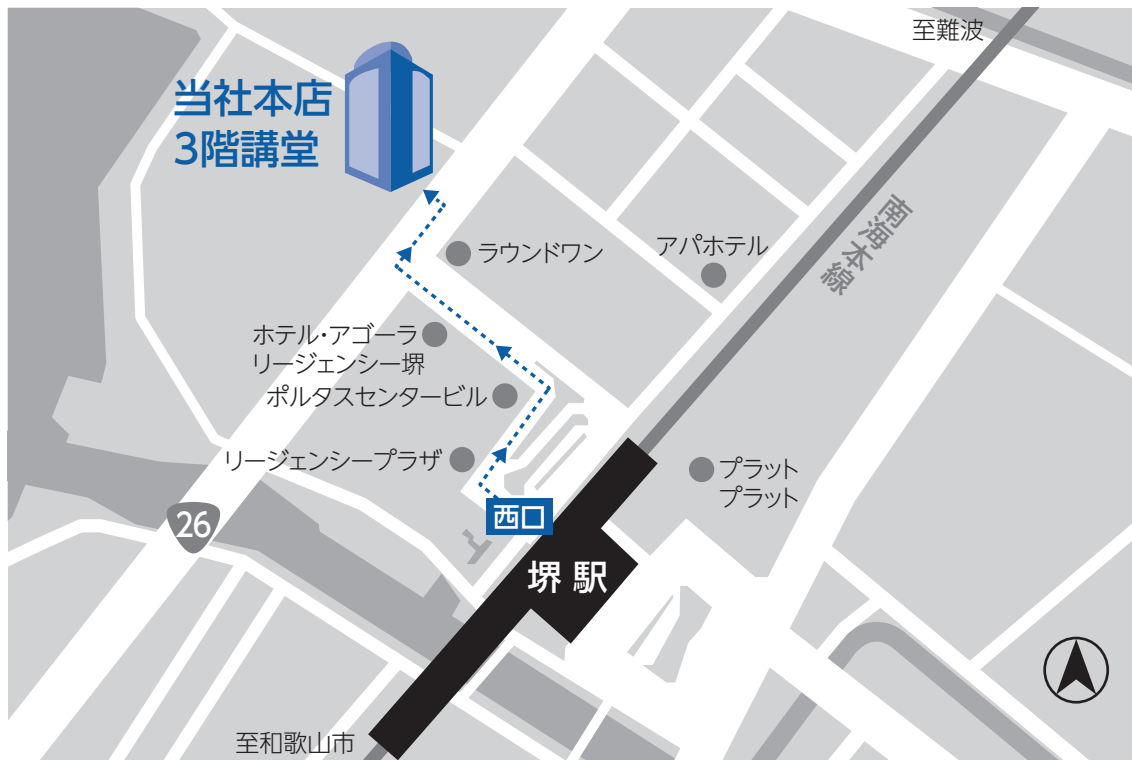 至難波
当社本店
3階講堂
南海本線
ラウンドワン
アパホテル
ホテル・アゴーラ
リージェンシー堺
ポルタスセンタービル
リージェンシープラザ
プラット
プラット
26
西口
堺駅
至和歌山市